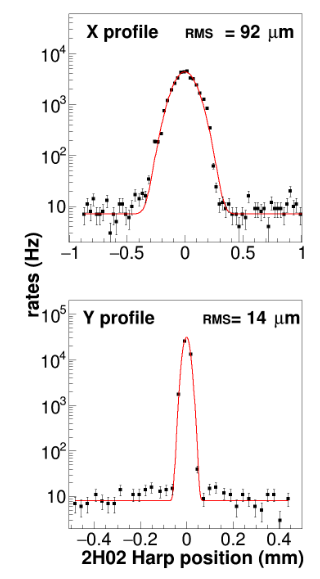 X profile RMS = 92 μm
10⁴
10³
10²
10
−1 −0.5 0 0.5 1
rates (Hz)
Y profile RMS= 14 μm
10⁵
10⁴
10³
10²
10
−0.4 −0.2 0 0.2 0.4
2H02 Harp position (mm)